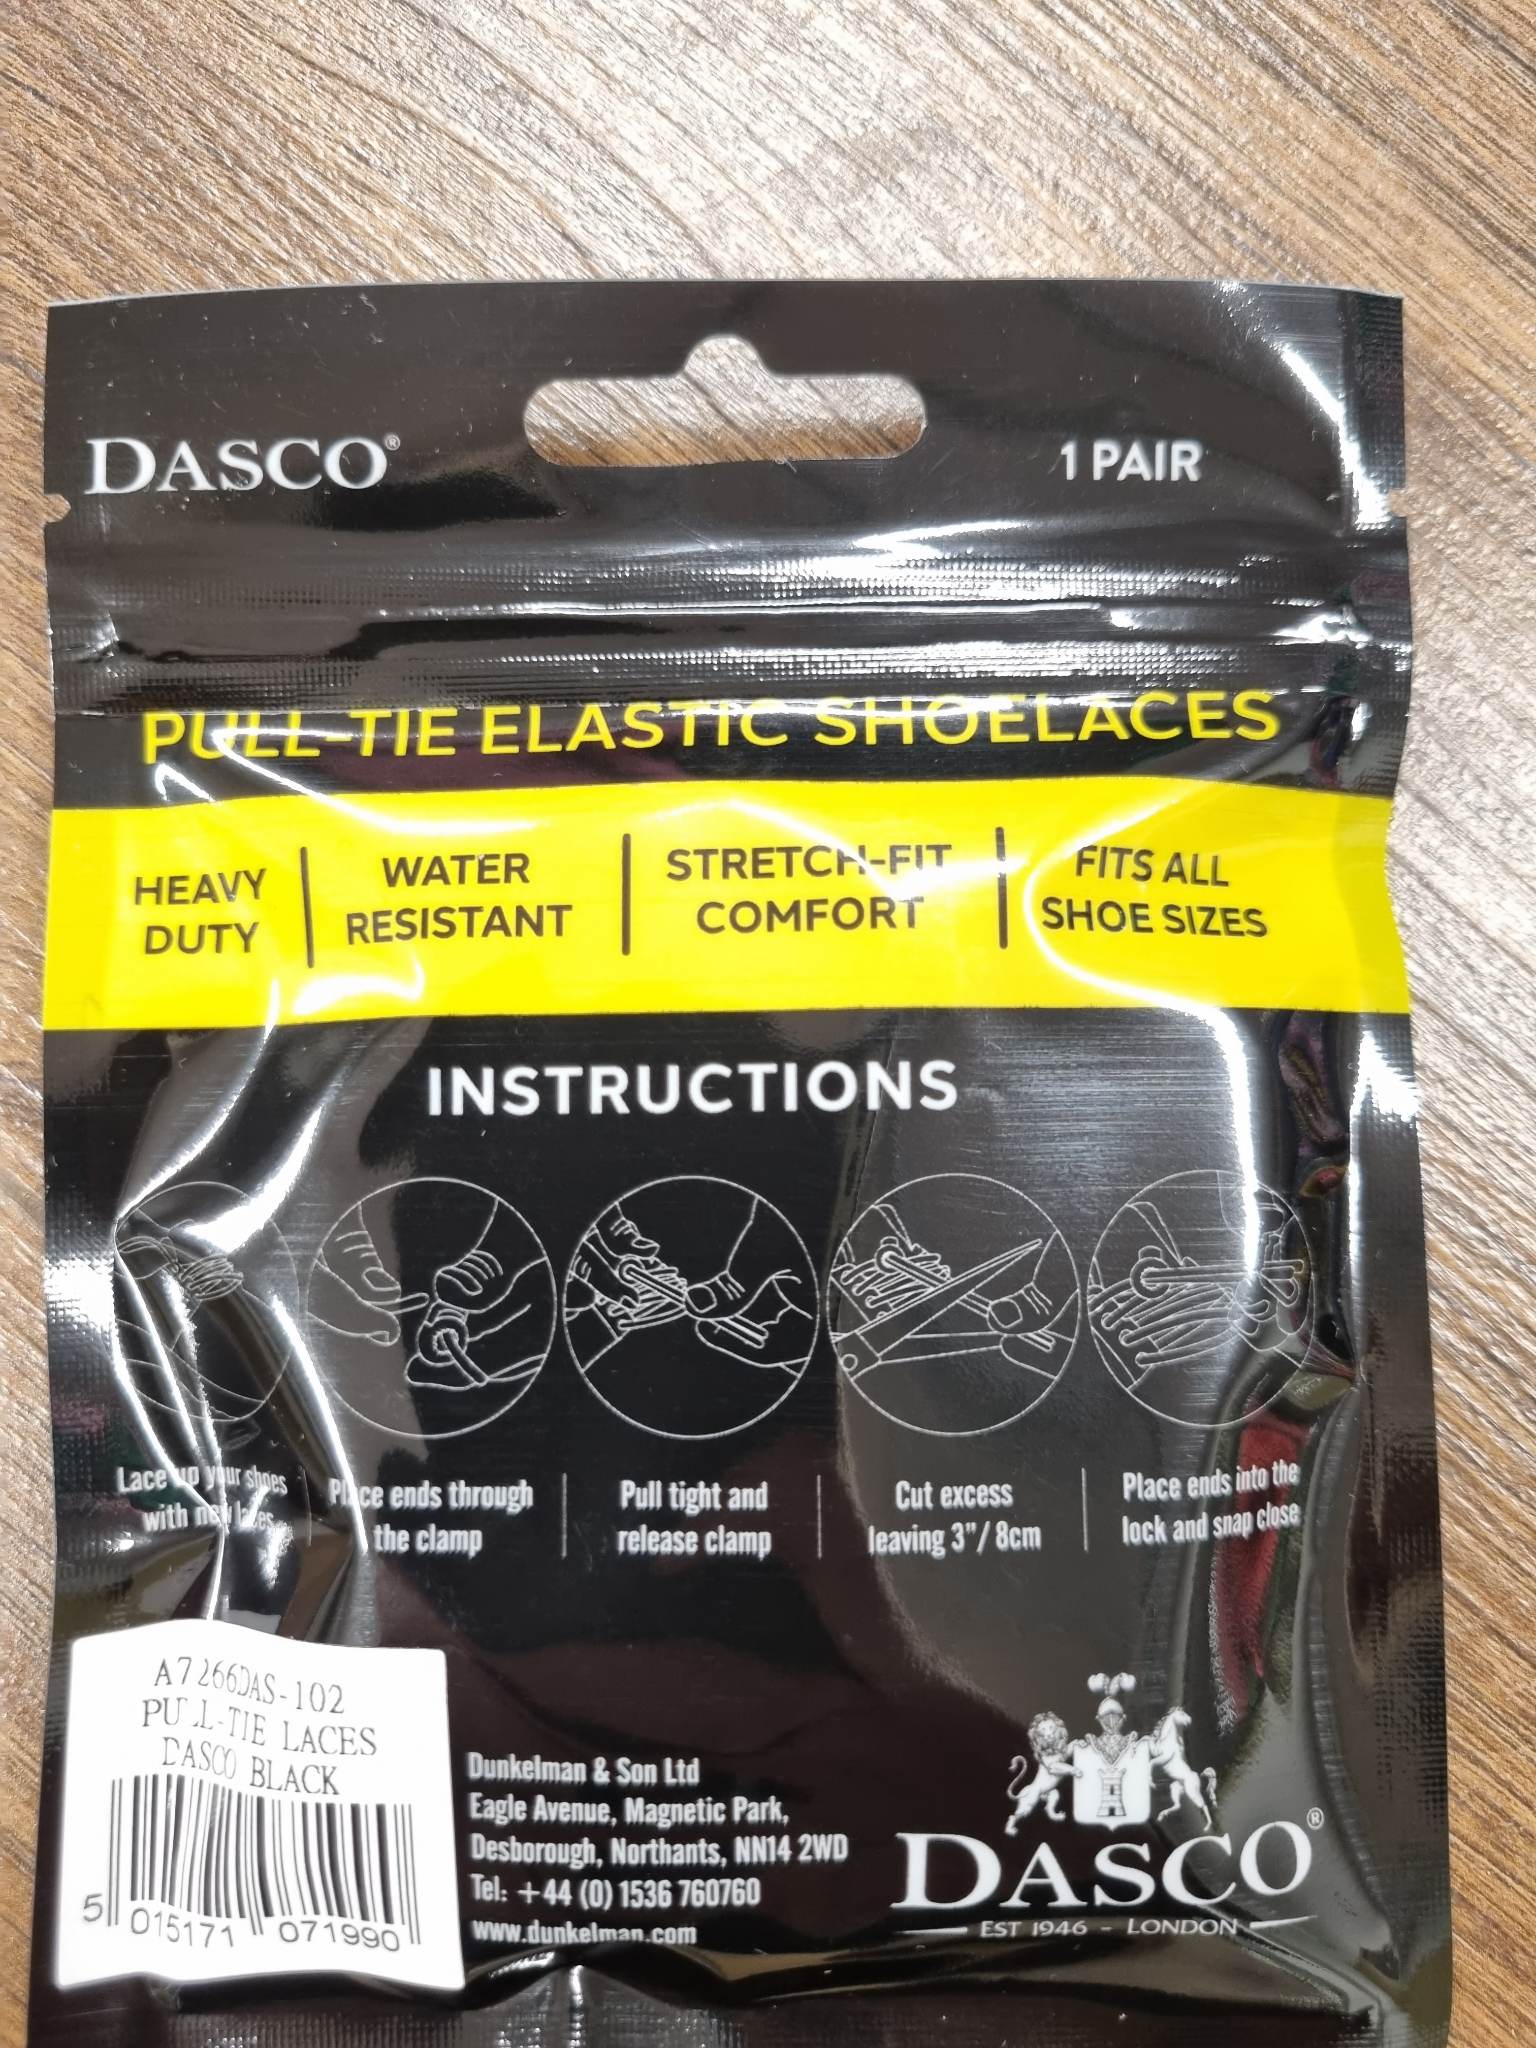 DASCO®
1 PAIR
PULL-TIE ELASTIC SHOELACES
HEAVY
DUTY
WATER
RESISTANT
STRETCH-FIT
COMFORT
FITS ALL
SHOE SIZES
INSTRUCTIONS
Lace up your shoes
with new laces
Place ends through
the clamp
Pull tight and
release clamp
Cut excess
leaving 3"/ 8cm
Place ends into the
lock and snap close
A7266DAS-102
PULL-TIE LACES
DASCO BLACK
5 015171 071990
Dunkelman & Son Ltd
Eagle Avenue, Magnetic Park,
Desborough, Northants, NN14 2WD
Tel: +44 (0) 1536 760760
www.dunkelman.com
DASCO®
EST 1946 - LONDON